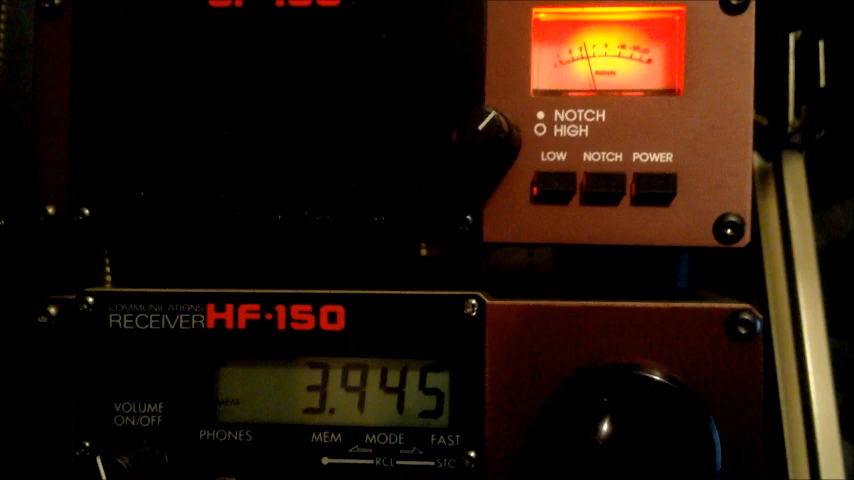 NOTCH
HIGH
LOW NOTCH POWER
COMMUNICATIONS
RECEIVER HF·150
MEM 3.945
VOLUME
ON/OFF
PHONES MEM MODE FAST
RCL STO